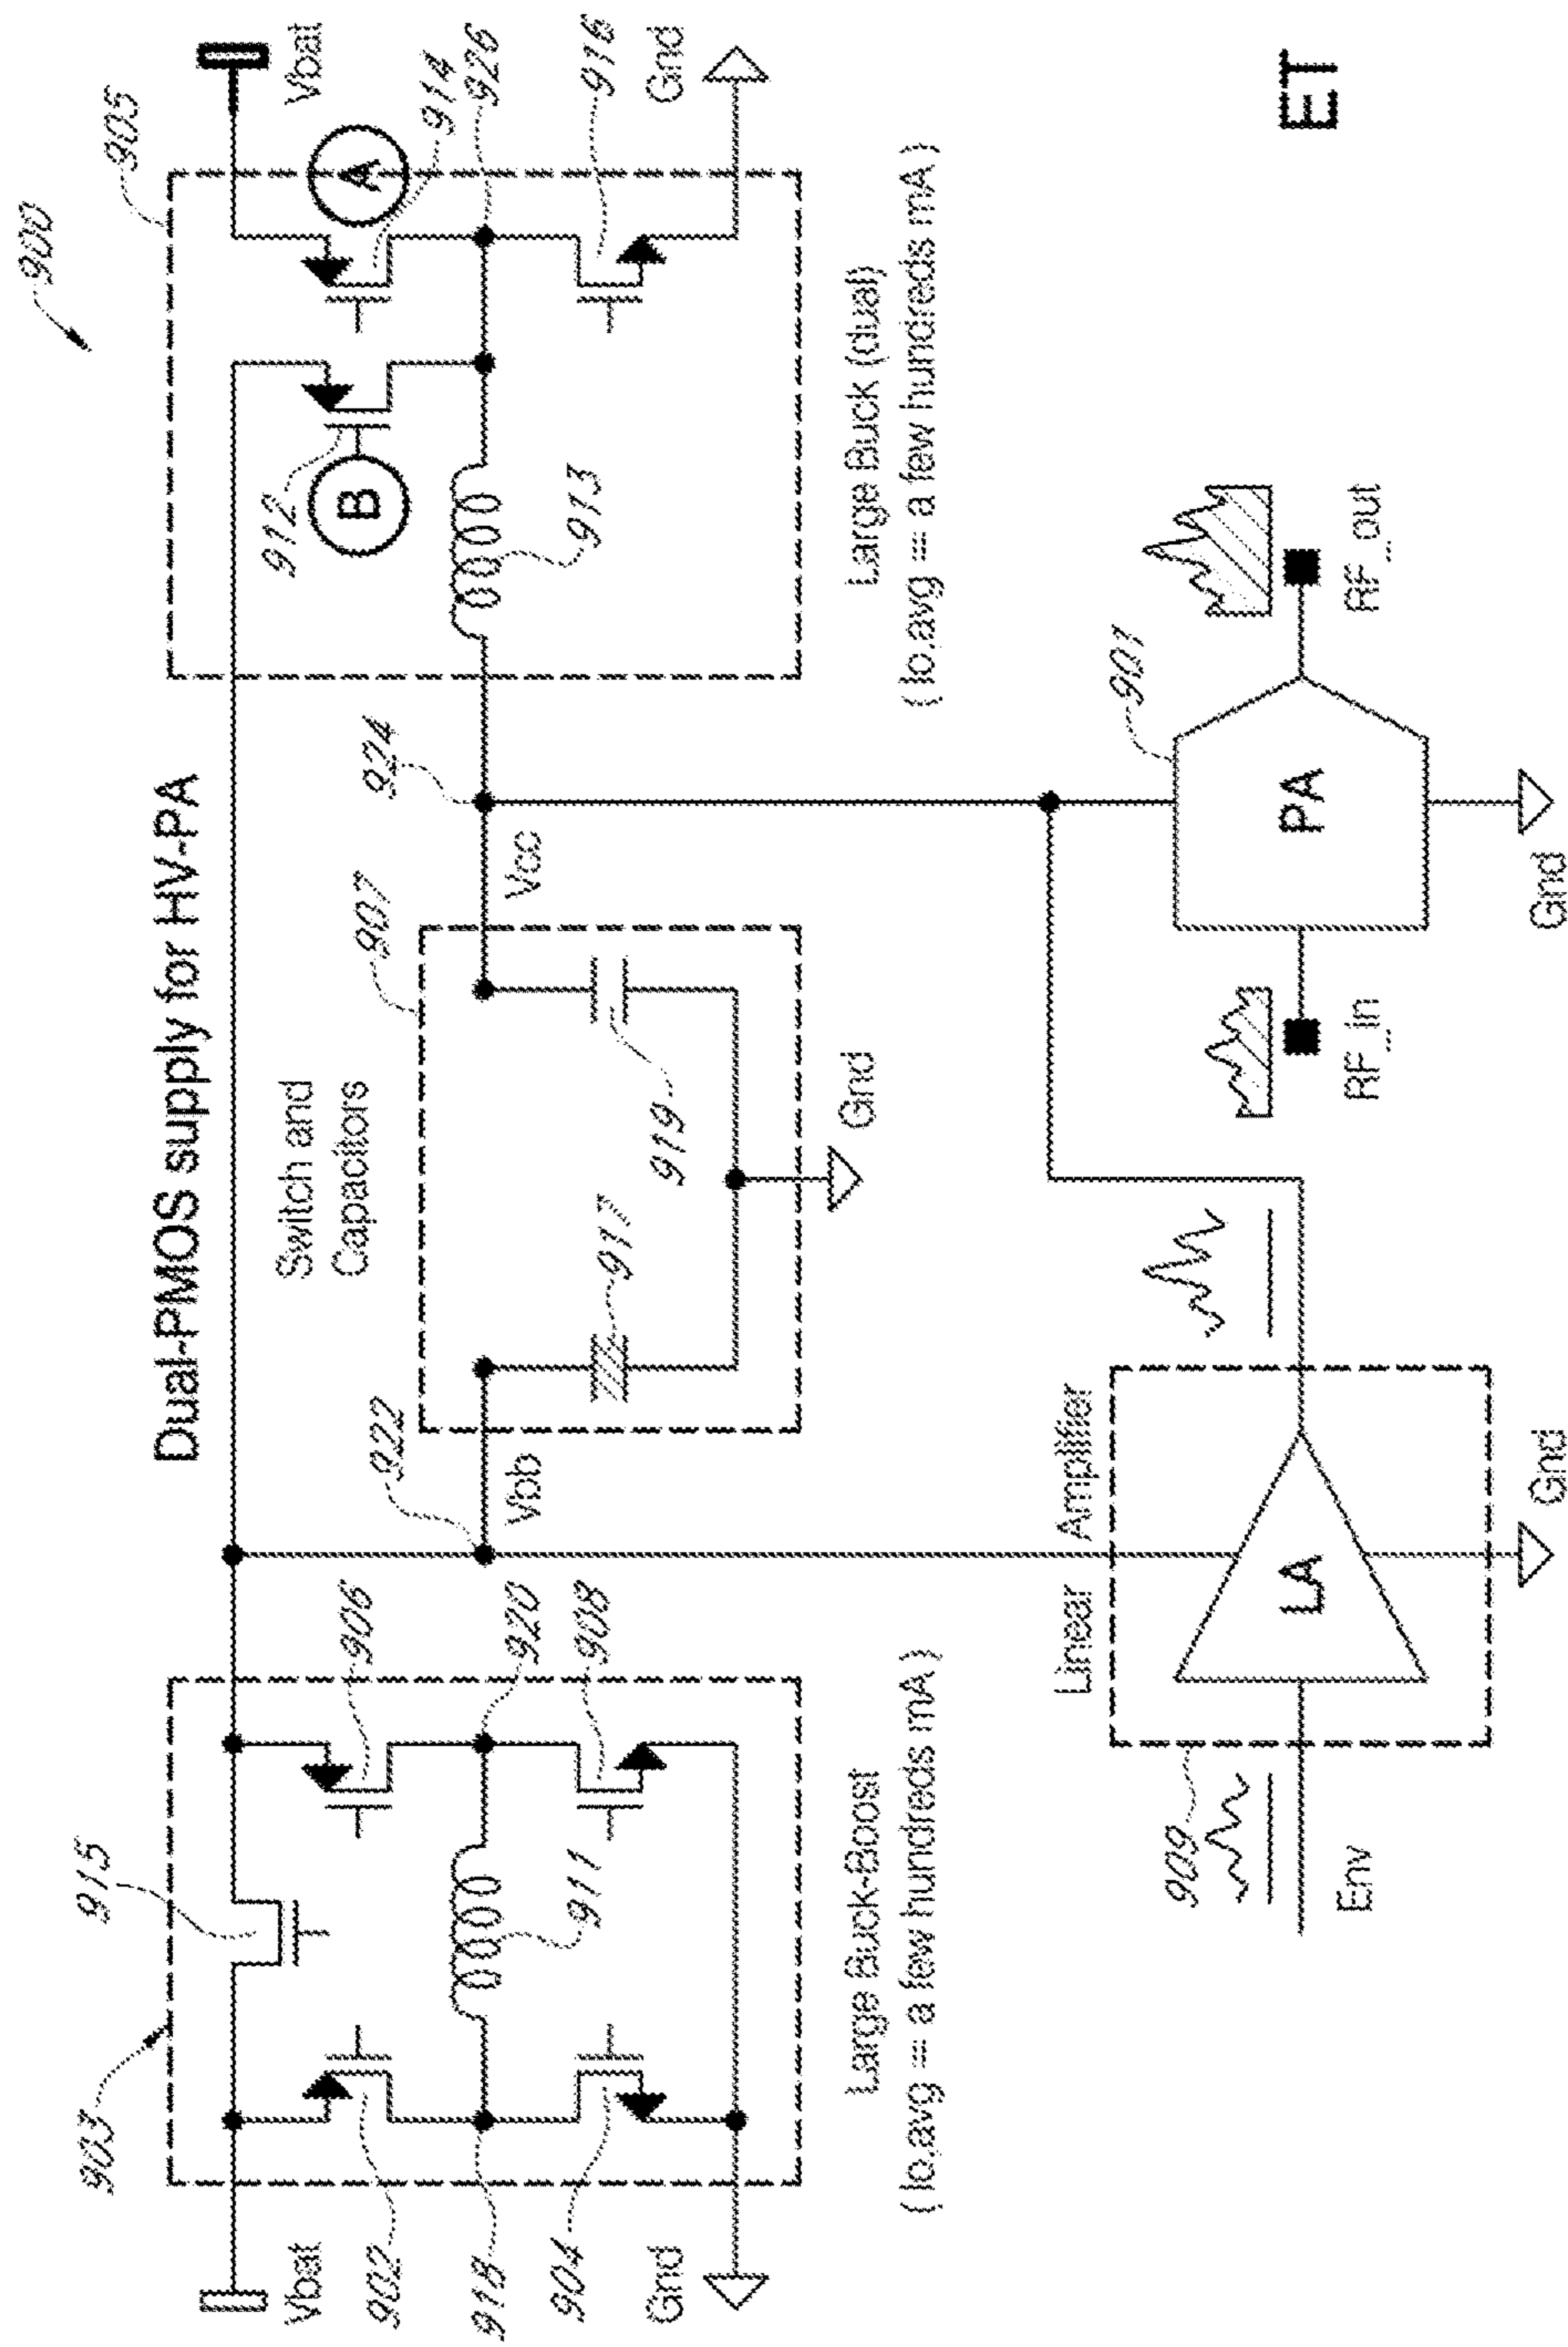 Dual-PMOS supply for HV-PA
900
903
915
905
Vbat
Vbat
902
906
912
B
A
914
918
920
922
924
926
911
913
904
908
916
Gnd
Gnd
Switch and
Capacitors
907
Vbb
Vcc
917
919
Gnd
Large Buck-Boost
( Io,avg = a few hundreds mA )
Large Buck (dual)
( Io,avg = a few hundreds mA )
Linear Amplifier
909
Env
LA
Gnd
901
PA
RF_in
RF_out
Gnd
ET